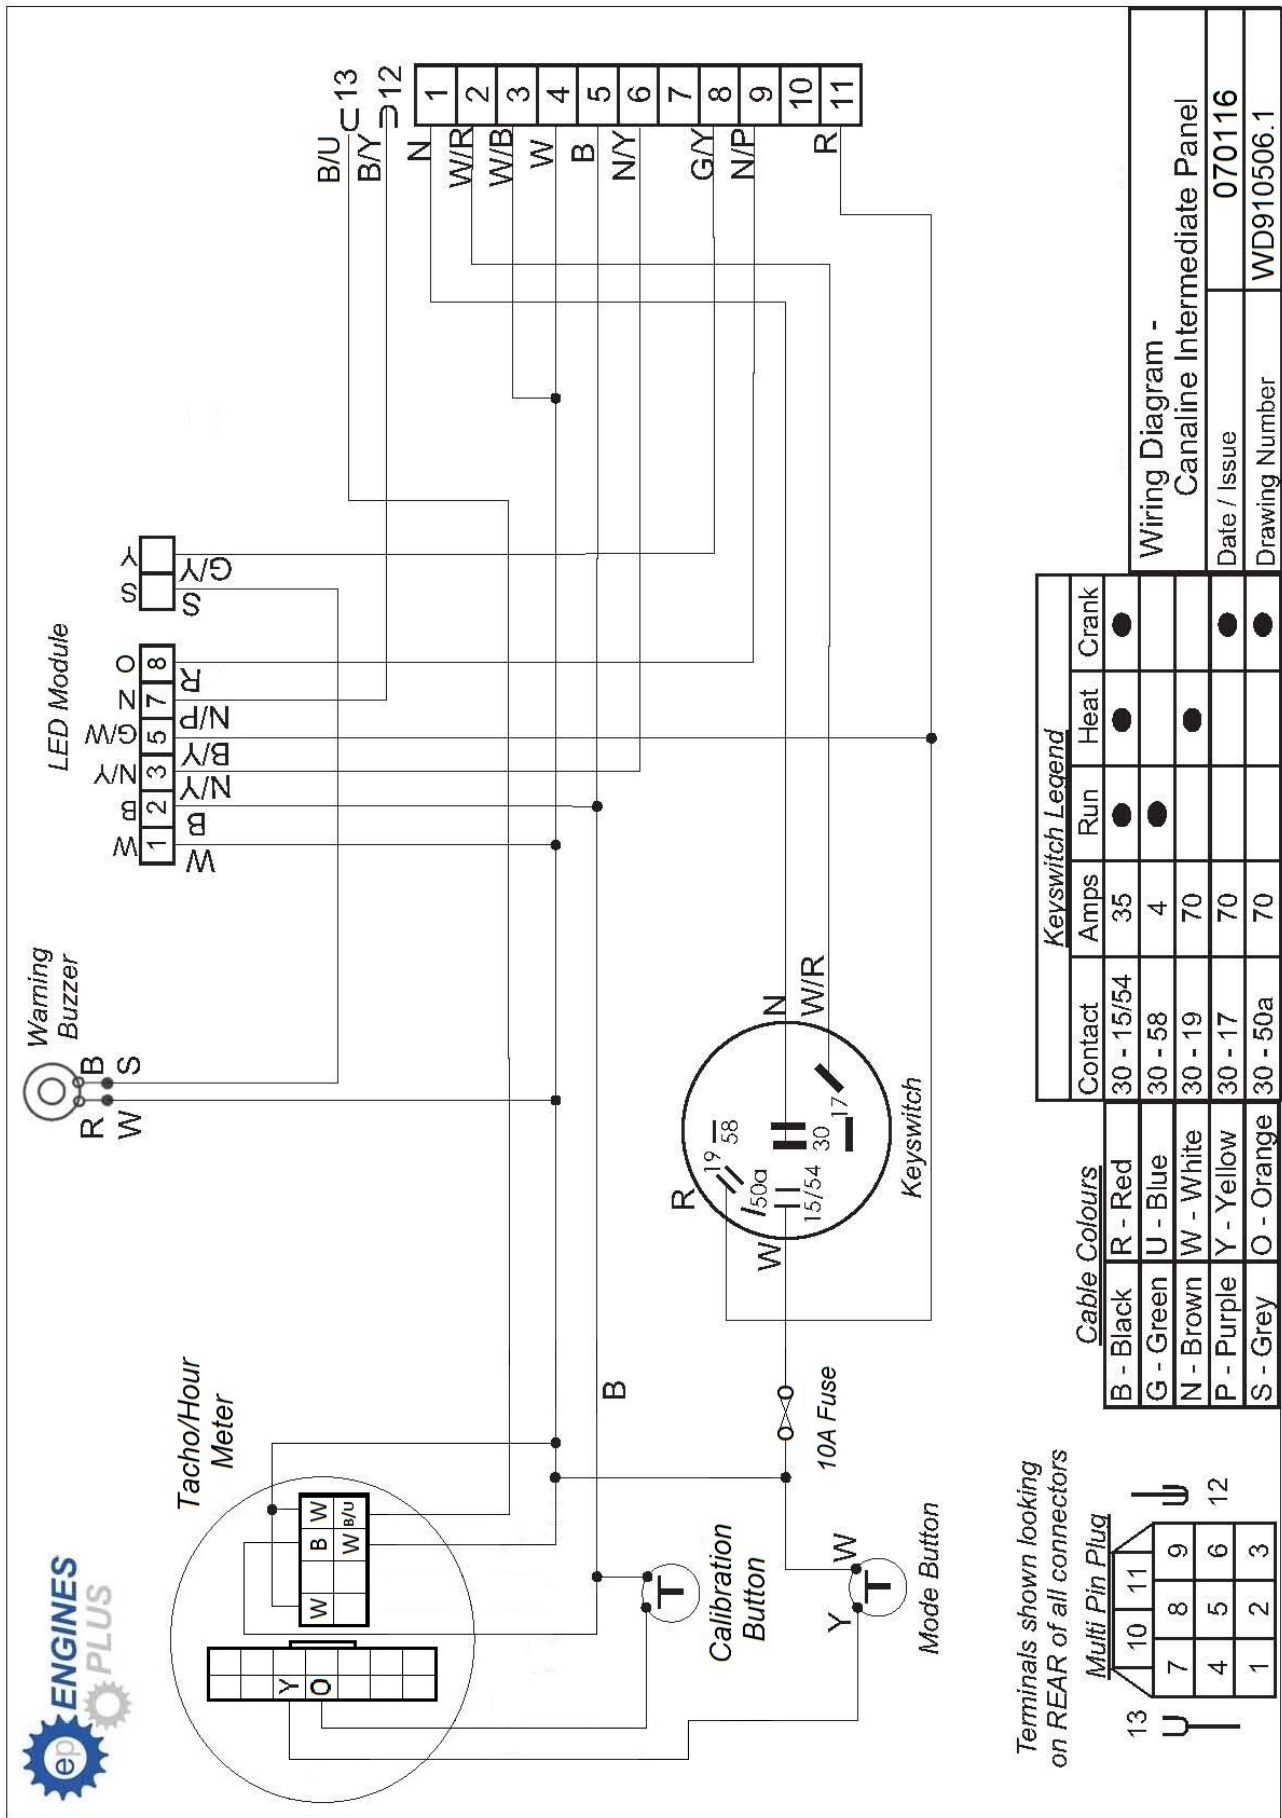 ep ENGINES
PLUS
Warning
Buzzer
R B
W S
LED Module
W B N/Y G/W N O
1 2 3 5 7 8
W B N/Y B/Y N/P R
S Y
S G/Y
B/U 13
B/Y 12
N 1
W/R 2
W/B 3
W 4
B 5
N/Y 6
7
G/Y 8
N/P 9
10
R 11
Tacho/Hour
Meter
W B W
W B/U
Y
O
B
Calibration
Button
T
10A Fuse
Mode Button
Y W
T
Keyswitch
R
W
N
W/R
19
58
50a
15/54
30
17
Terminals shown looking
on REAR of all connectors
Multi Pin Plug
13
10 11
7 8 9
4 5 6
1 2 3
12
Cable Colours
B - Black R - Red
G - Green U - Blue
N - Brown W - White
P - Purple Y - Yellow
S - Grey O - Orange
Keyswitch Legend
Contact Amps Run Heat Crank
30 - 15/54 35
30 - 58 4
30 - 19 70
30 - 17 70
30 - 50a 70
Wiring Diagram -
Canaline Intermediate Panel
Date / Issue 070116
Drawing Number WD910506.1